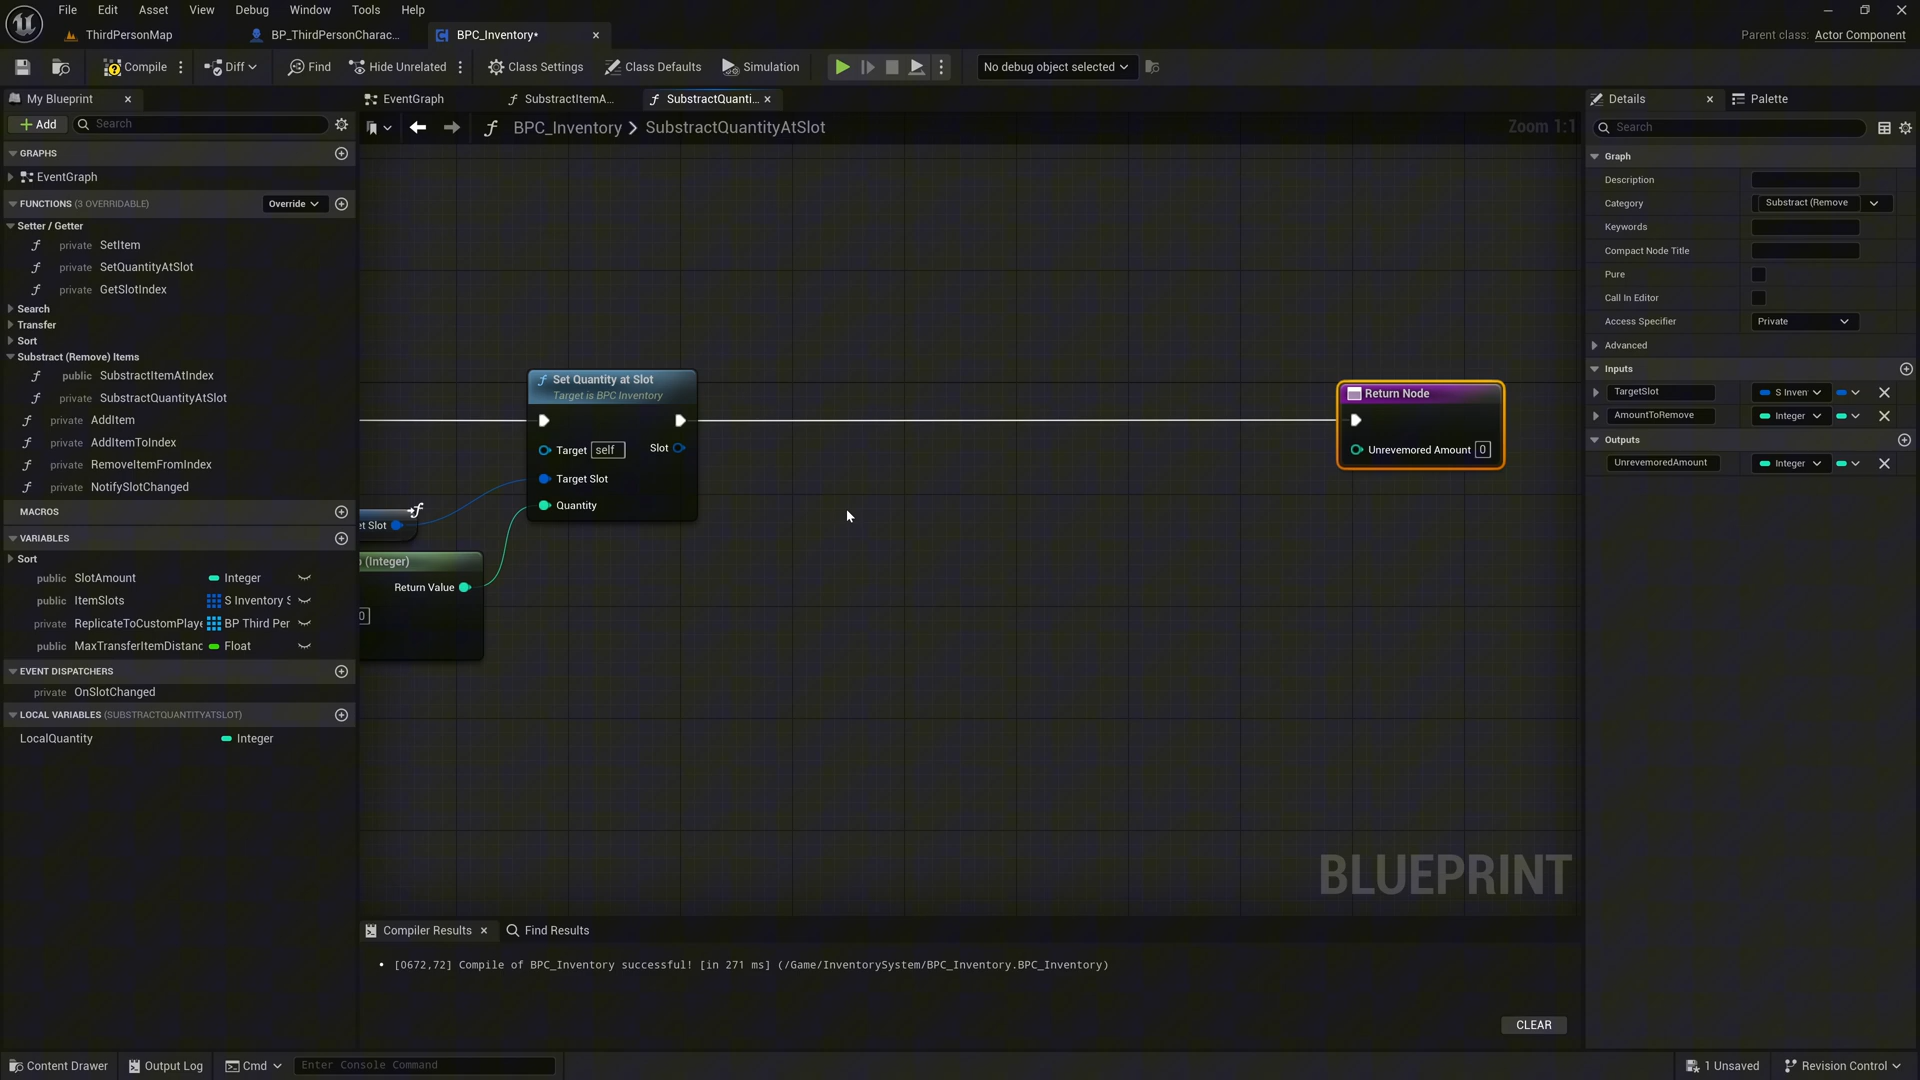 File Edit Asset View Debug Window Tools Help
ThirdPersonMap
BP_ThirdPersonCharac...
BPC_Inventory*
Parent class: Actor Component
Compile
Diff
Find
Hide Unrelated
Class Settings
Class Defaults
Simulation
No debug object selected
My Blueprint
EventGraph
SubstractItemA...
SubstractQuanti...
Details
Palette
Add
Search
BPC_Inventory > SubstractQuantityAtSlot
Zoom 1:1
Search
GRAPHS
EventGraph
FUNCTIONS (3 OVERRIDABLE)
Override
Setter / Getter
private SetItem
private SetQuantityAtSlot
private GetSlotIndex
Search
Transfer
Sort
Substract (Remove) Items
public SubstractItemAtIndex
private SubstractQuantityAtSlot
private AddItem
private AddItemToIndex
private RemoveItemFromIndex
private NotifySlotChanged
MACROS
VARIABLES
Sort
public SlotAmount Integer
public ItemSlots S Inventory S
private ReplicateToCustomPlaye BP Third Per
public MaxTransferItemDistanc Float
EVENT DISPATCHERS
private OnSlotChanged
LOCAL VARIABLES (SUBSTRACTQUANTITYATSLOT)
LocalQuantity Integer
Set Quantity at Slot
Target is BPC Inventory
Target self
Slot
Target Slot
Quantity
et Slot
(Integer)
Return Value
0
Return Node
Unrevemored Amount 0
BLUEPRINT
Graph
Description
Category Substract (Remove
Keywords
Compact Node Title
Pure
Call In Editor
Access Specifier Private
Advanced
Inputs
TargetSlot S Inven
AmountToRemove Integer
Outputs
UnrevemoredAmount Integer
Compiler Results
Find Results
• [0672,72] Compile of BPC_Inventory successful! [in 271 ms] (/Game/InventorySystem/BPC_Inventory.BPC_Inventory)
CLEAR
Content Drawer
Output Log
Cmd
Enter Console Command
1 Unsaved
Revision Control